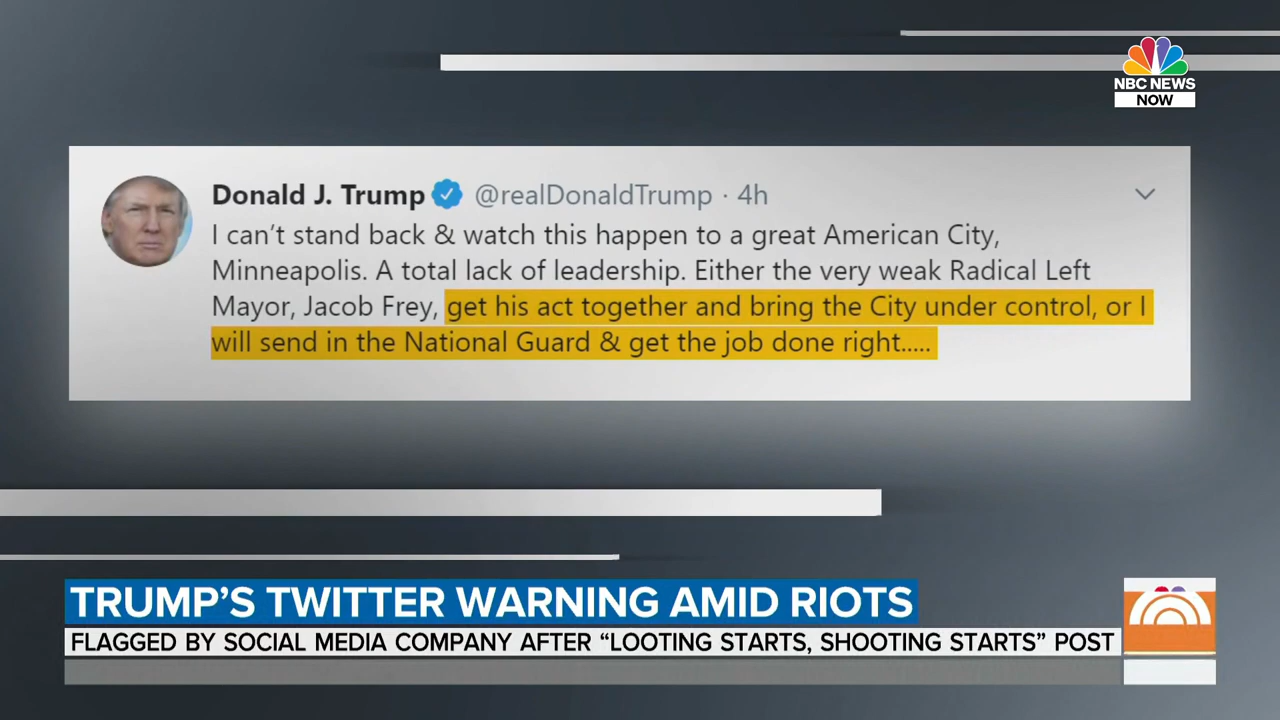 NBC NEWS
NOW
Donald J. Trump @realDonaldTrump · 4h
I can’t stand back & watch this happen to a great American City,
Minneapolis. A total lack of leadership. Either the very weak Radical Left
Mayor, Jacob Frey, get his act together and bring the City under control, or I
will send in the National Guard & get the job done right.....
TRUMP’S TWITTER WARNING AMID RIOTS
FLAGGED BY SOCIAL MEDIA COMPANY AFTER “LOOTING STARTS, SHOOTING STARTS” POST